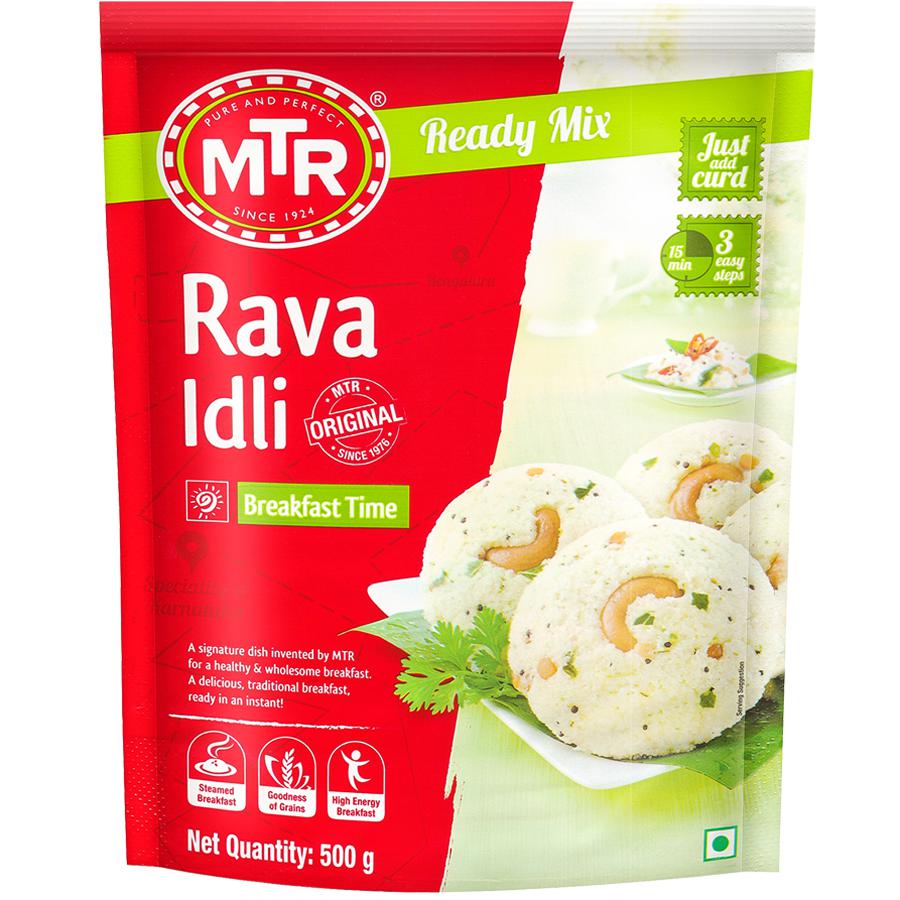 PURE AND PERFECT
MTR
SINCE 1924
®
Ready Mix
Just
add
curd
15
min
3
easy
steps
Bengaluru
Rava
Idli
MTR
ORIGINAL
SINCE 1976
Breakfast Time
A signature dish invented by MTR
for a healthy & wholesome breakfast.
A delicious, traditional breakfast,
ready in an instant!
Serving Suggestion
Steamed
Breakfast
Goodness
of Grains
High Energy
Breakfast
Net Quantity: 500 g